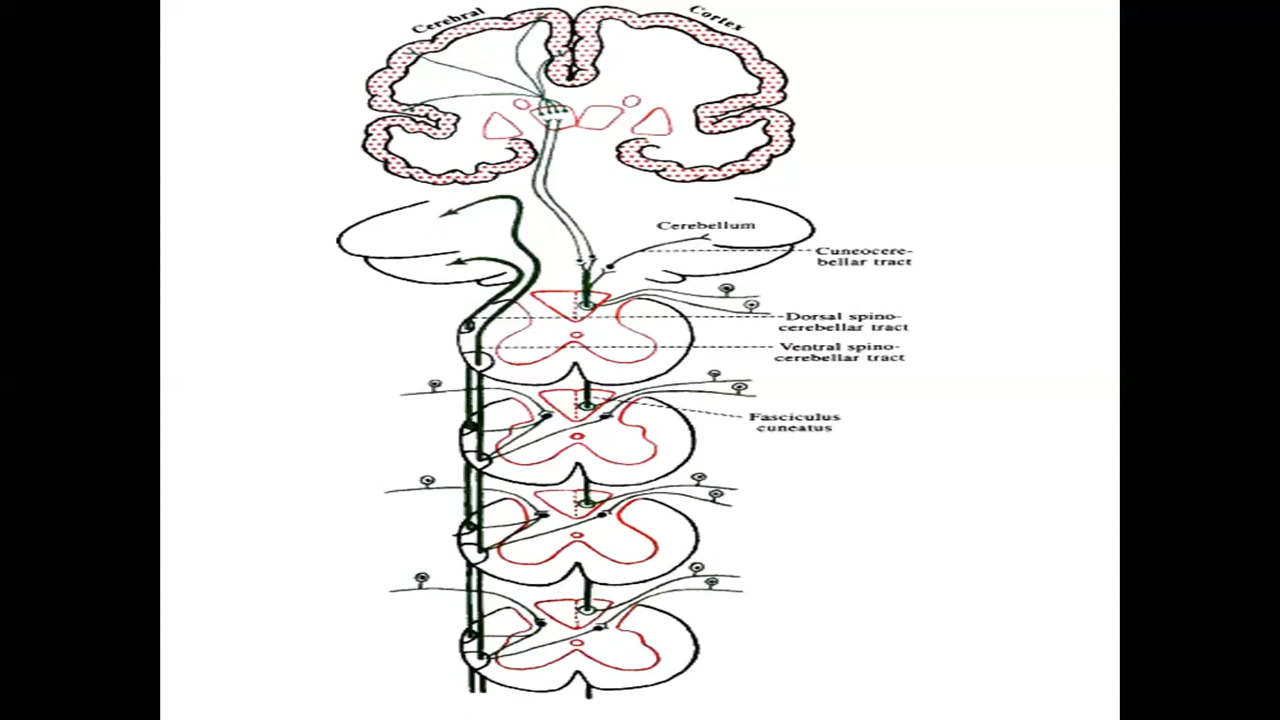 Cerebral
Cortex
Cerebellum
Cuneocere-
bellar tract
Dorsal spino-
cerebellar tract
Ventral spino-
cerebellar tract
Fasciculus
cuneatus